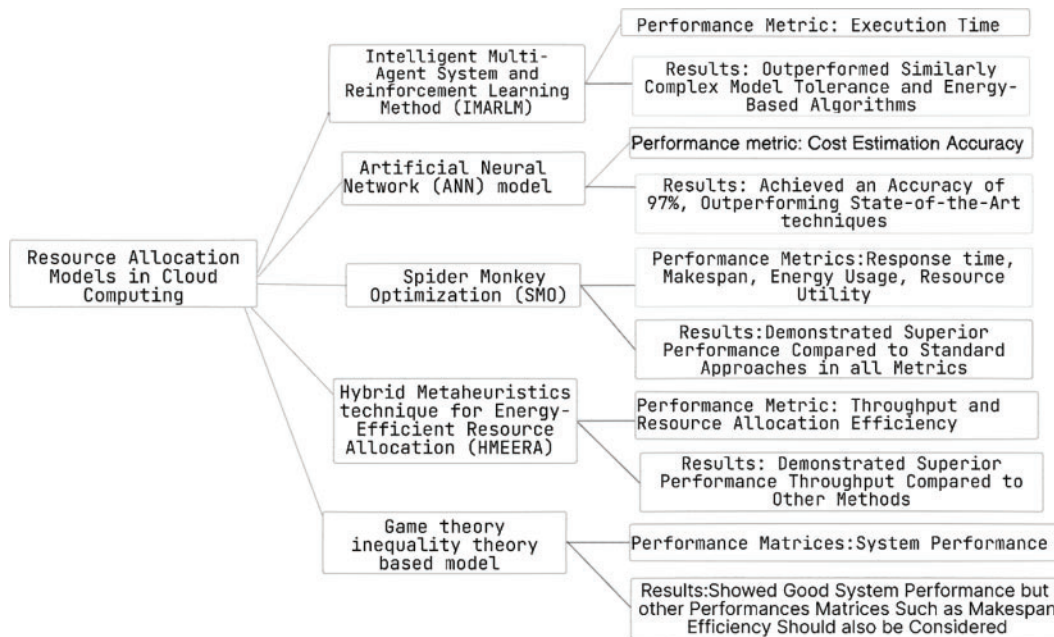 Resource Allocation
Models in Cloud
Computing
Intelligent Multi-
Agent System and
Reinforcement Learning
Method (IMARLM)
Performance Metric: Execution Time
Results: Outperformed Similarly
Complex Model Tolerance and Energy-
Based Algorithms
Artificial Neural
Network (ANN) model
Performance metric: Cost Estimation Accuracy
Results: Achieved an Accuracy of
97%, Outperforming State-of-the-Art
techniques
Spider Monkey
Optimization (SMO)
Performance Metrics:Response time,
Makespan, Energy Usage, Resource
Utility
Results:Demonstrated Superior
Performance Compared to Standard
Approaches in all Metrics
Hybrid Metaheuristics
technique for Energy-
Efficient Resource
Allocation (HMEERA)
Performance Metric: Throughput and
Resource Allocation Efficiency
Results: Demonstrated Superior
Performance Throughput Compared to
Other Methods
Game theory
inequality theory
based model
Performance Matrices:System Performance
Results:Showed Good System Performance but
other Performances Matrices Such as Makespan
Efficiency Should also be Considered